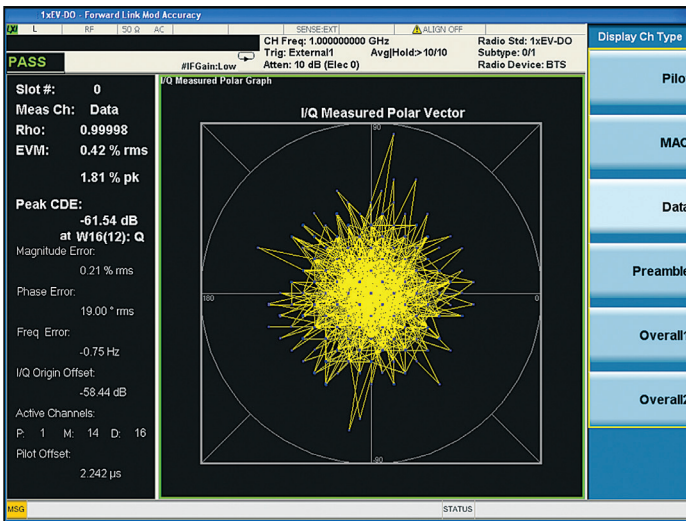 1xEV-DO - Forward Link Mod Accuracy
L RF 50 Ω AC SENSE:EXT ALIGN OFF
CH Freq: 1.000000000 GHz Radio Std: 1xEV-DO
Trig: External1 Avg|Hold:>10/10 Subtype: 0/1
PASS #IFGain:Low Atten: 10 dB (Elec 0) Radio Device: BTS
Display Ch Type
Pilo
MAC
Data
Preamble
Overall1
Overall2
Slot #: 0
Meas Ch: Data
Rho: 0.99998
EVM: 0.42 % rms
1.81 % pk
Peak CDE:
-61.54 dB
at W16(12): Q
Magnitude Error:
0.21 % rms
Phase Error:
19.00 ° rms
Freq Error:
-0.75 Hz
I/Q Origin Offset:
-58.44 dB
Active Channels:
P: 1 M: 14 D: 16
Pilot Offset:
2.242 µs
I/Q Measured Polar Graph
I/Q Measured Polar Vector
90
180
0
-90
MSG STATUS